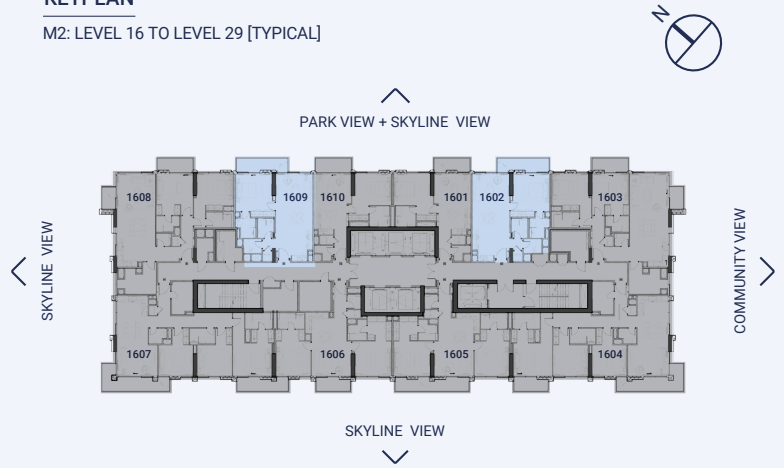 KEYPLAN
M2: LEVEL 16 TO LEVEL 29 [TYPICAL]
N
PARK VIEW + SKYLINE VIEW
1608
1609
1610
1601
1602
1603
SKYLINE VIEW
COMMUNITY VIEW
1607
1606
1605
1604
SKYLINE VIEW